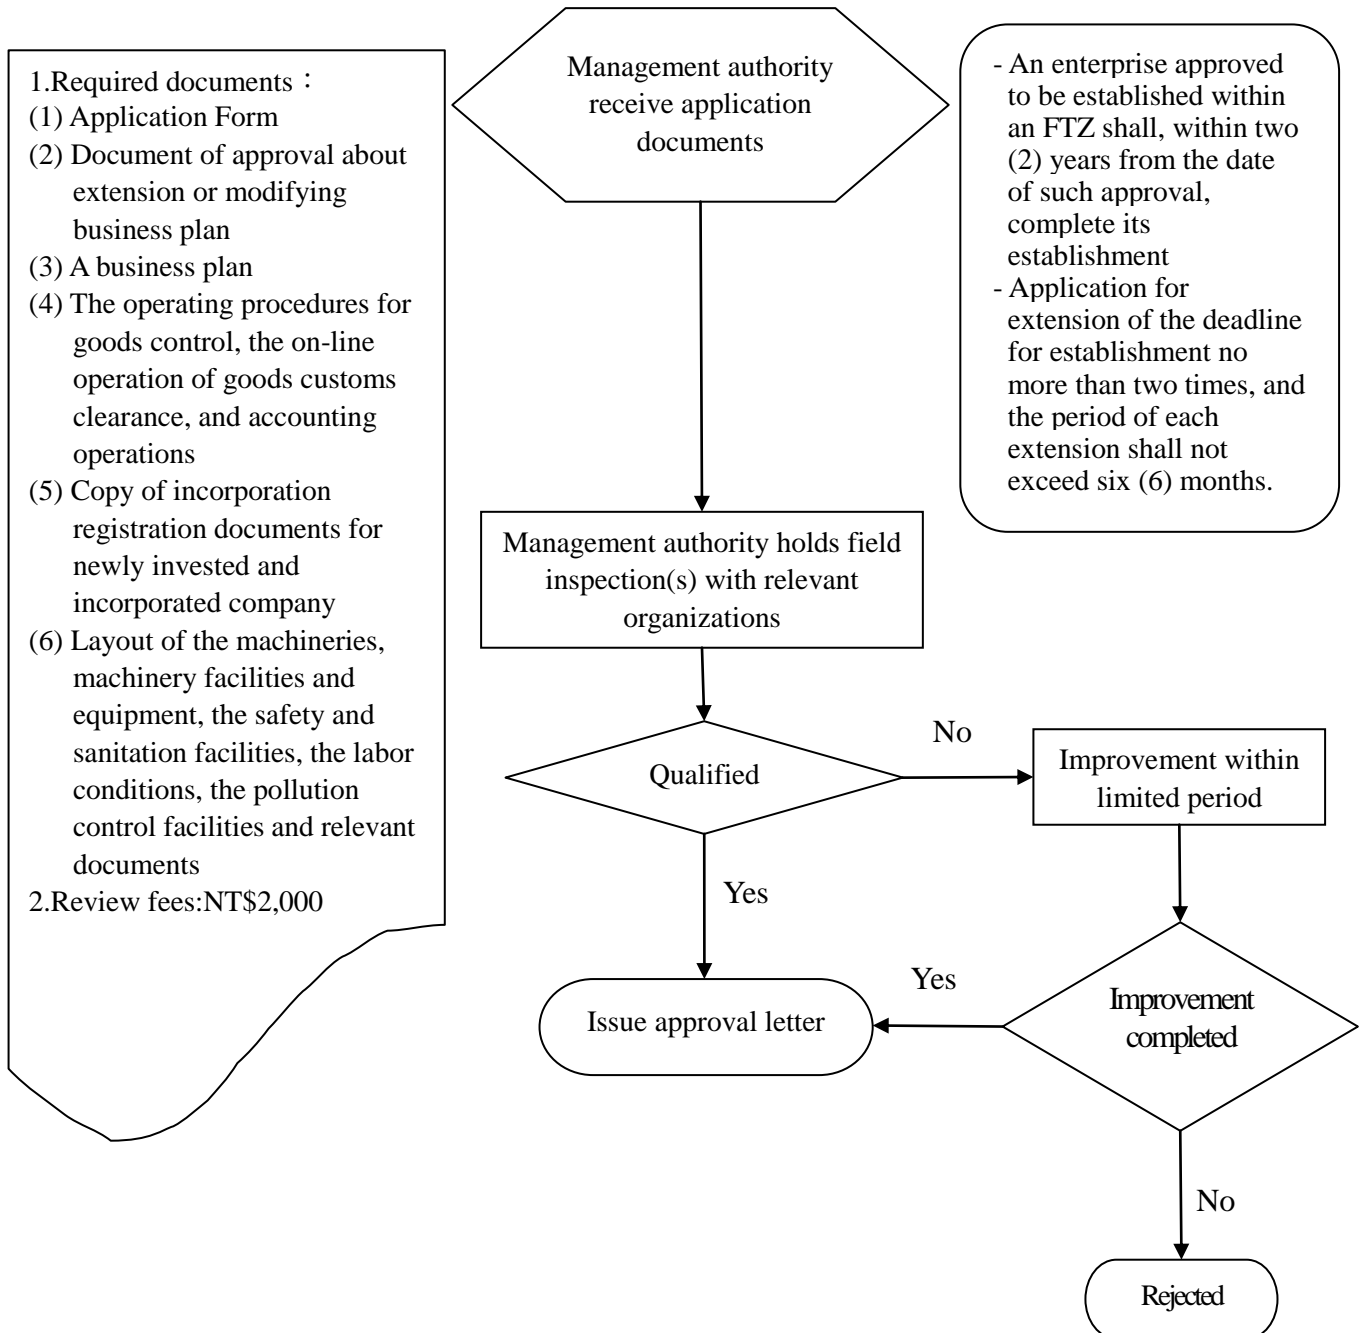 1.Required documents：
(1) Application Form
(2) Document of approval about
extension or modifying
business plan
(3) A business plan
(4) The operating procedures for
goods control, the on-line
operation of goods customs
clearance, and accounting
operations
(5) Copy of incorporation
registration documents for
newly invested and
incorporated company
(6) Layout of the machineries,
machinery facilities and
equipment, the safety and
sanitation facilities, the labor
conditions, the pollution
control facilities and relevant
documents
2.Review fees:NT$2,000
Management authority
receive application
documents
- An enterprise approved
to be established within
an FTZ shall, within two
(2) years from the date
of such approval,
complete its
establishment
- Application for
extension of the deadline
for establishment no
more than two times, and
the period of each
extension shall not
exceed six (6) months.
Management authority holds field
inspection(s) with relevant
organizations
Qualified
No
Improvement within
limited period
Yes
Issue approval letter
Yes
Improvement
completed
No
Rejected